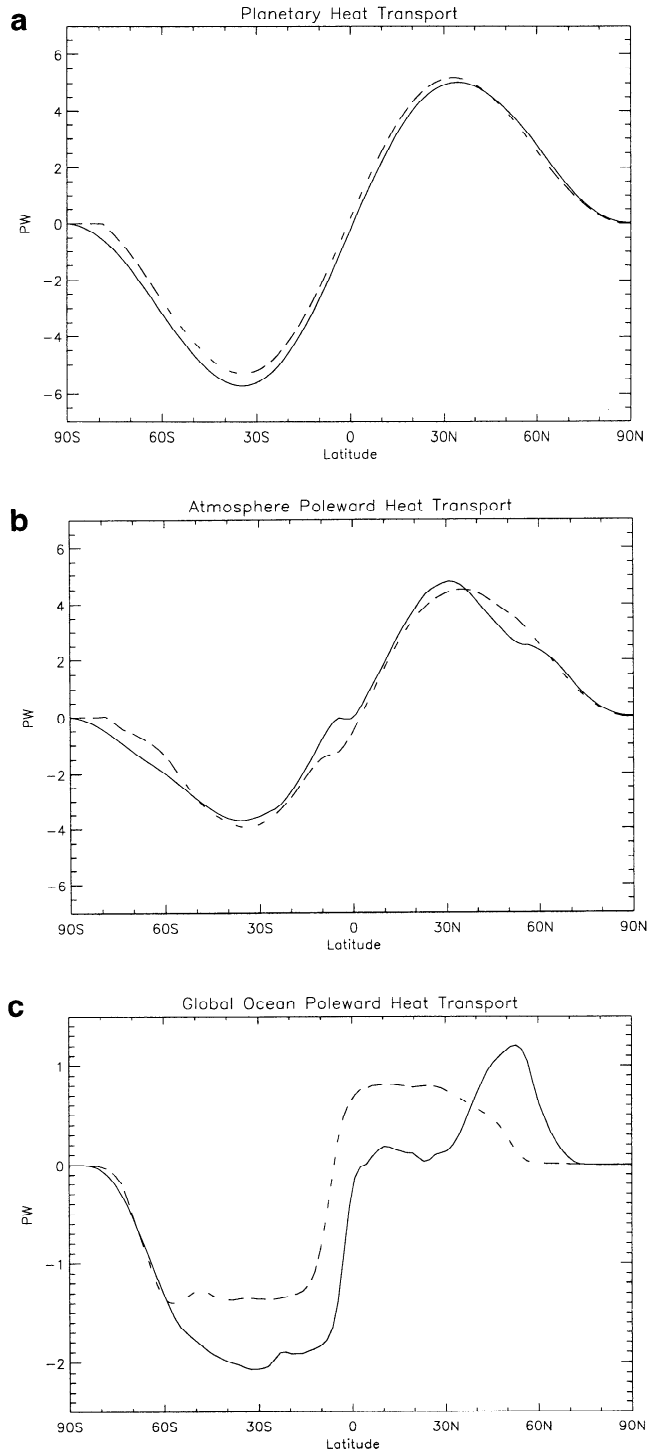 a
Planetary Heat Transport
6
4
2
0
−2
−4
−6
PW
90S 60S 30S 0 30N 60N 90N
Latitude
b
Atmosphere Poleward Heat Transport
6
4
2
0
−2
−4
−6
PW
90S 60S 30S 0 30N 60N 90N
Latitude
c
Global Ocean Poleward Heat Transport
1
0
−1
−2
PW
90S 60S 30S 0 30N 60N 90N
Latitude